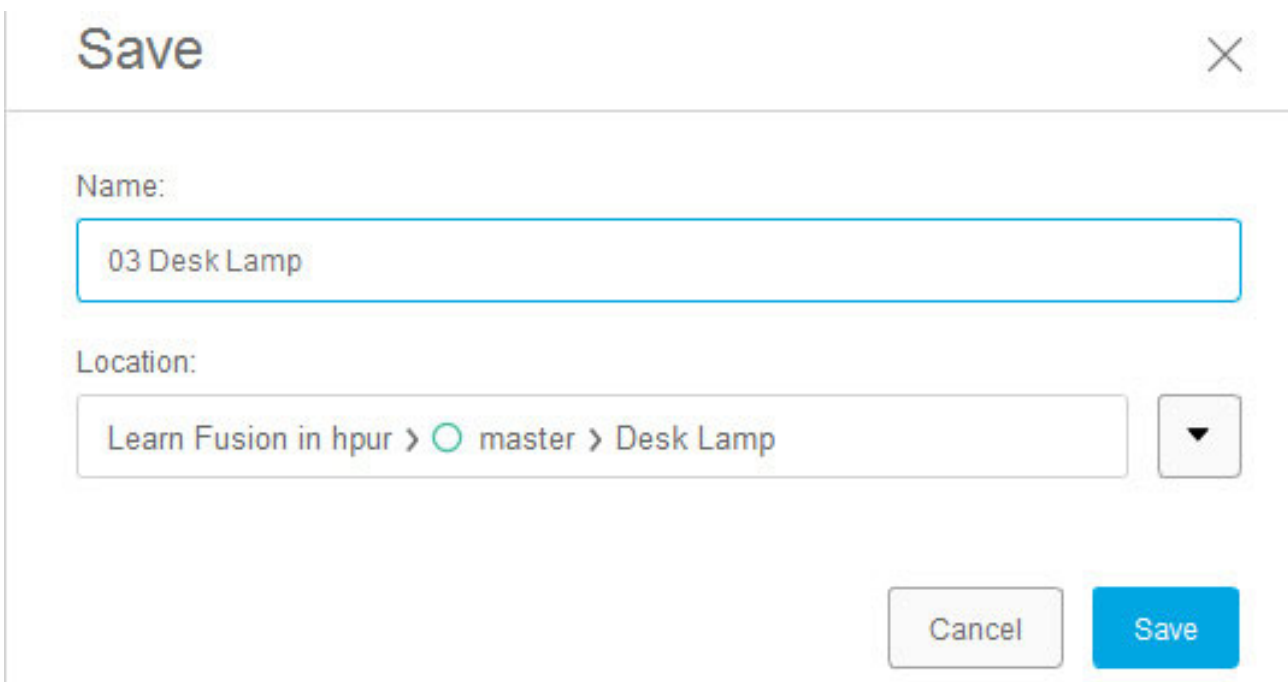 Save
Name:
03 Desk Lamp
Location:
Learn Fusion in hpur > master > Desk Lamp
Cancel Save